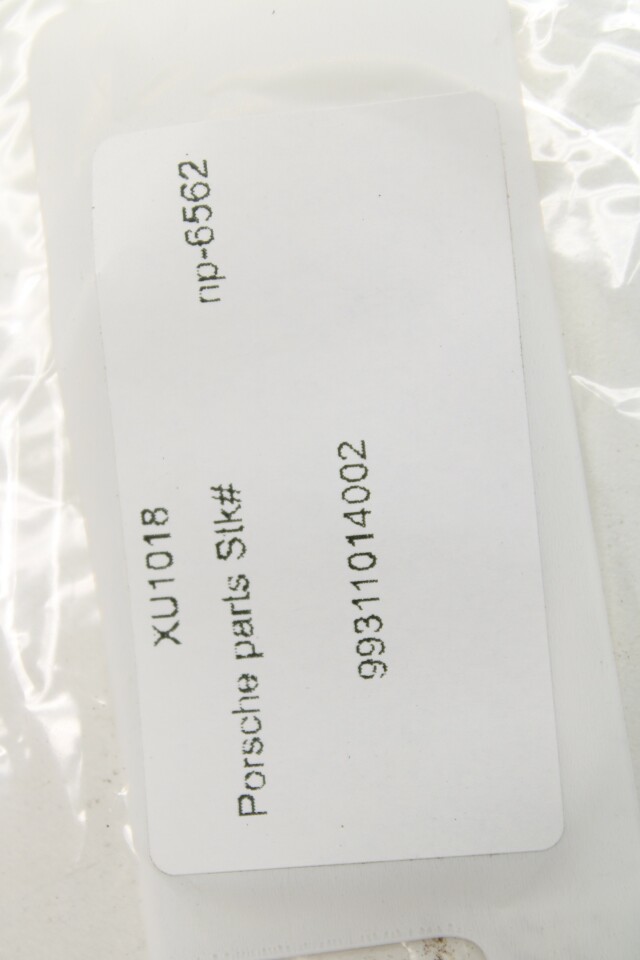 XU1018
Porsche parts Stk# np-6562
99311014002